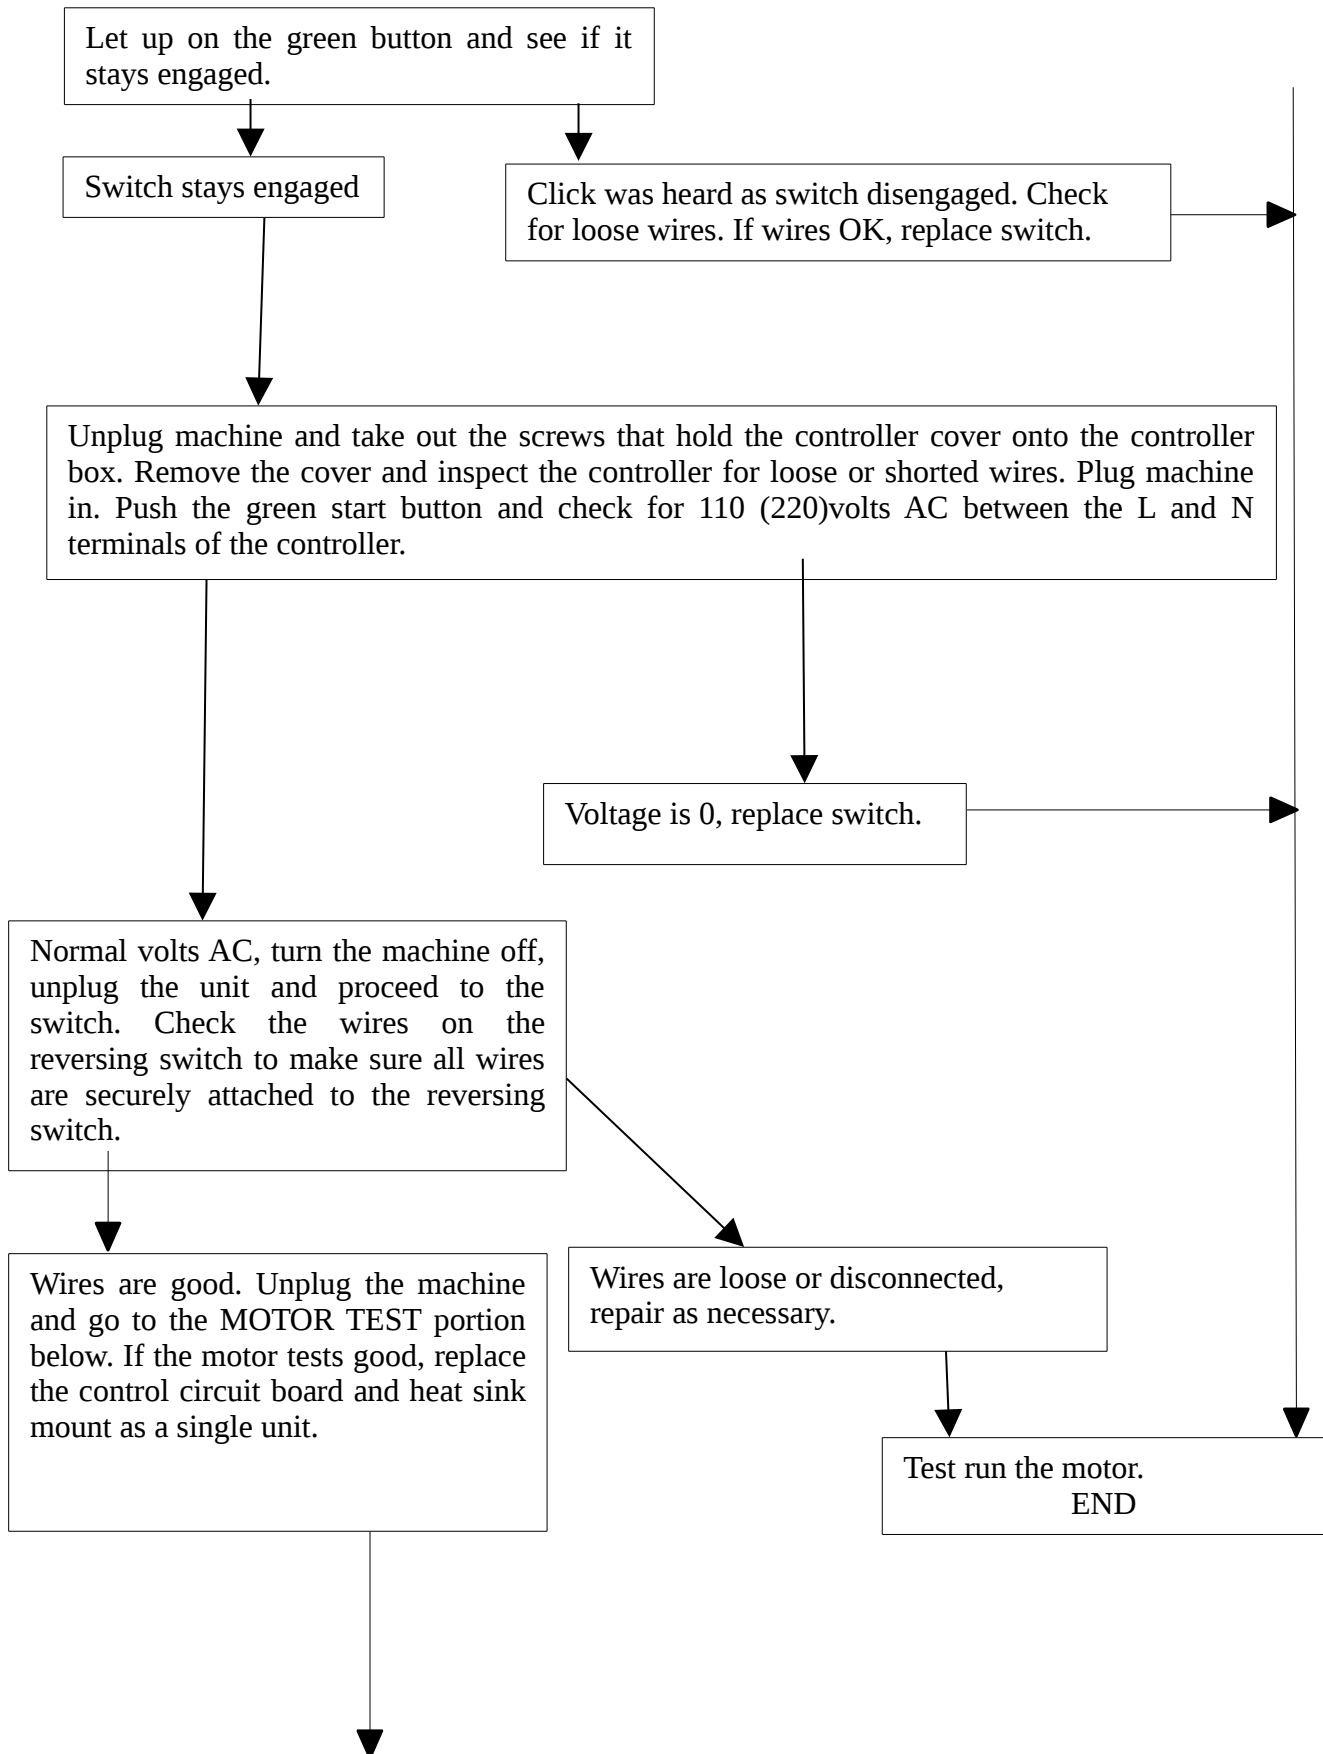 Let up on the green button and see if it
stays engaged.
Switch stays engaged
Click was heard as switch disengaged. Check
for loose wires. If wires OK, replace switch.
Unplug machine and take out the screws that hold the controller cover onto the controller
box. Remove the cover and inspect the controller for loose or shorted wires. Plug machine
in. Push the green start button and check for 110 (220)volts AC between the L and N
terminals of the controller.
Voltage is 0, replace switch.
Normal volts AC, turn the machine off,
unplug the unit and proceed to the
switch. Check the wires on the
reversing switch to make sure all wires
are securely attached to the reversing
switch.
Wires are good. Unplug the machine
and go to the MOTOR TEST portion
below. If the motor tests good, replace
the control circuit board and heat sink
mount as a single unit.
Wires are loose or disconnected,
repair as necessary.
Test run the motor.
END